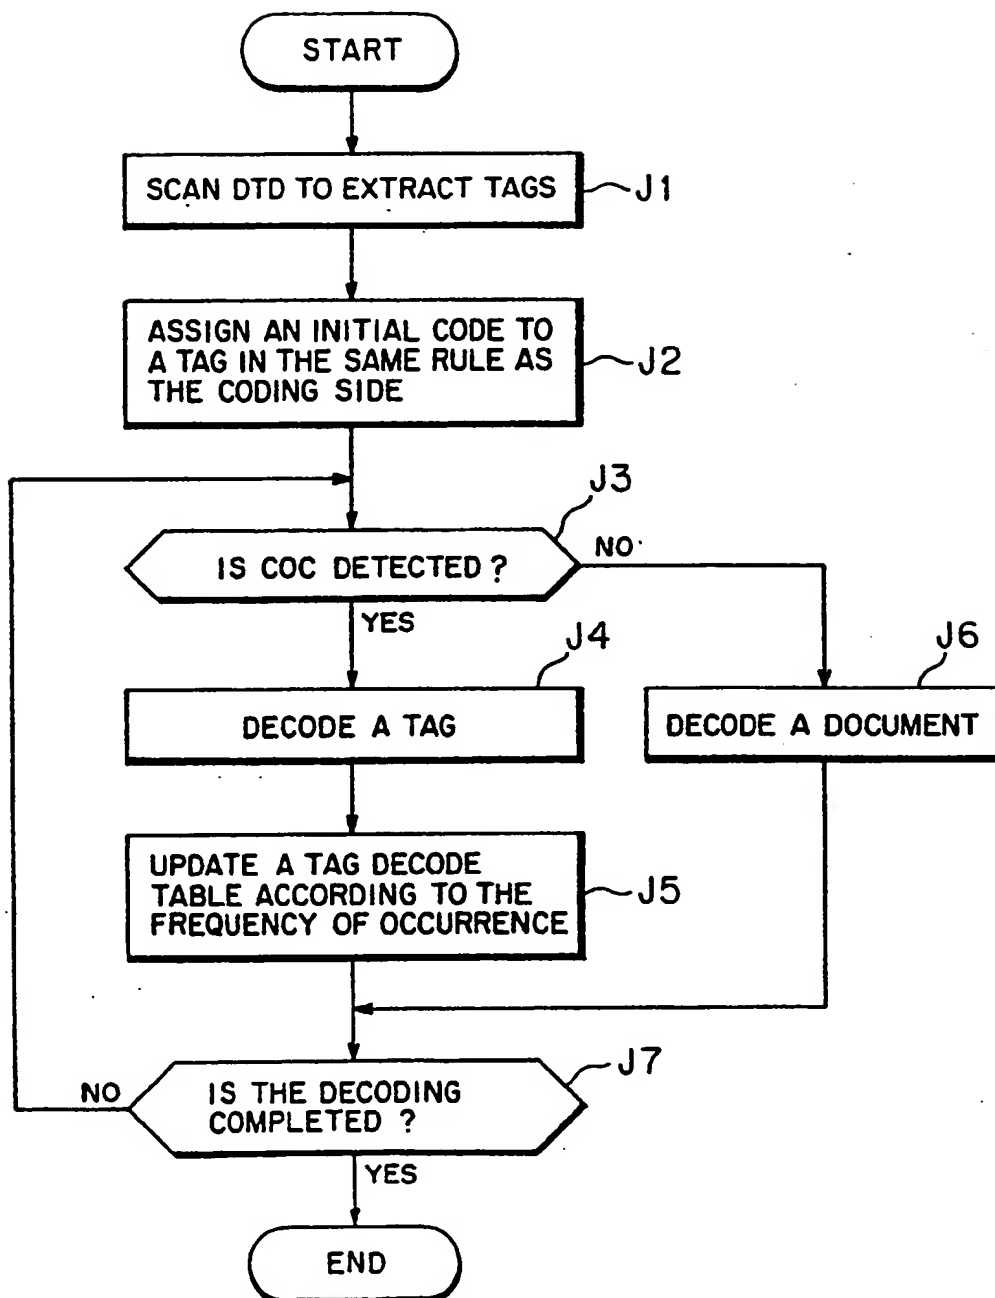 START
SCAN DTD TO EXTRACT TAGS
J1
ASSIGN AN INITIAL CODE TO
A TAG IN THE SAME RULE AS
THE CODING SIDE
J2
J3
IS COC DETECTED ?
NO
YES
J4
J6
DECODE A TAG
DECODE A DOCUMENT
UPDATE A TAG DECODE
TABLE ACCORDING TO THE
FREQUENCY OF OCCURRENCE
J5
J7
NO
IS THE DECODING
COMPLETED ?
YES
END